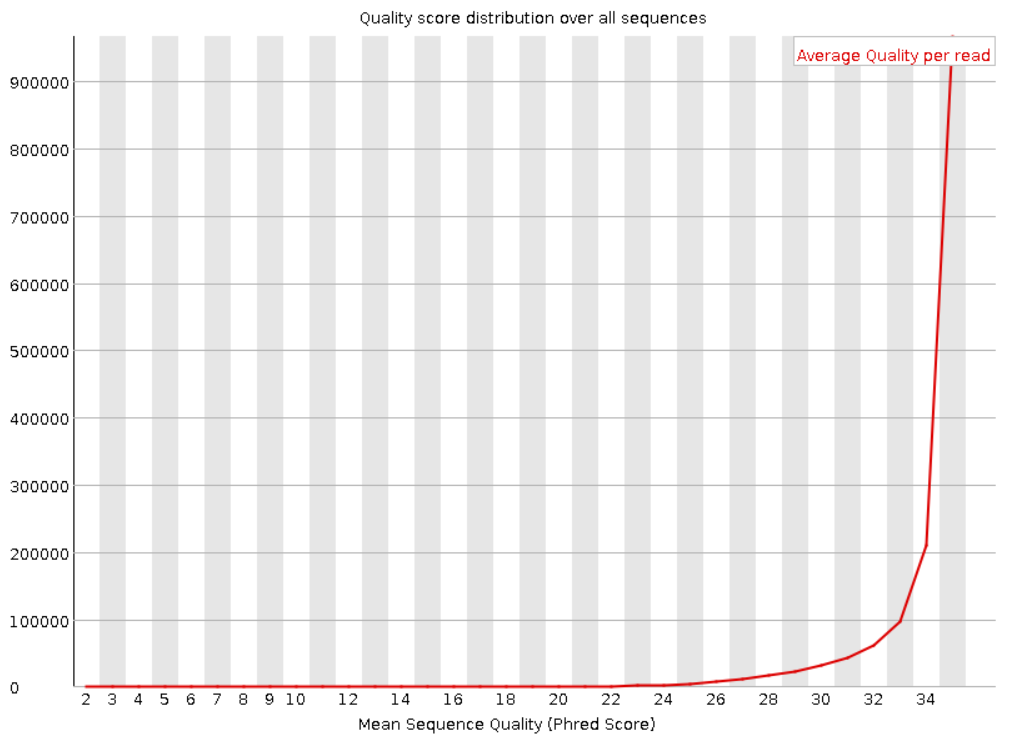 Quality score distribution over all sequences
Average Quality per read
900000
800000
700000
600000
500000
400000
300000
200000
100000
0
2 3 4 5 6 7 8 9 10 12 14 16 18 20 22 24 26 28 30 32 34
Mean Sequence Quality (Phred Score)